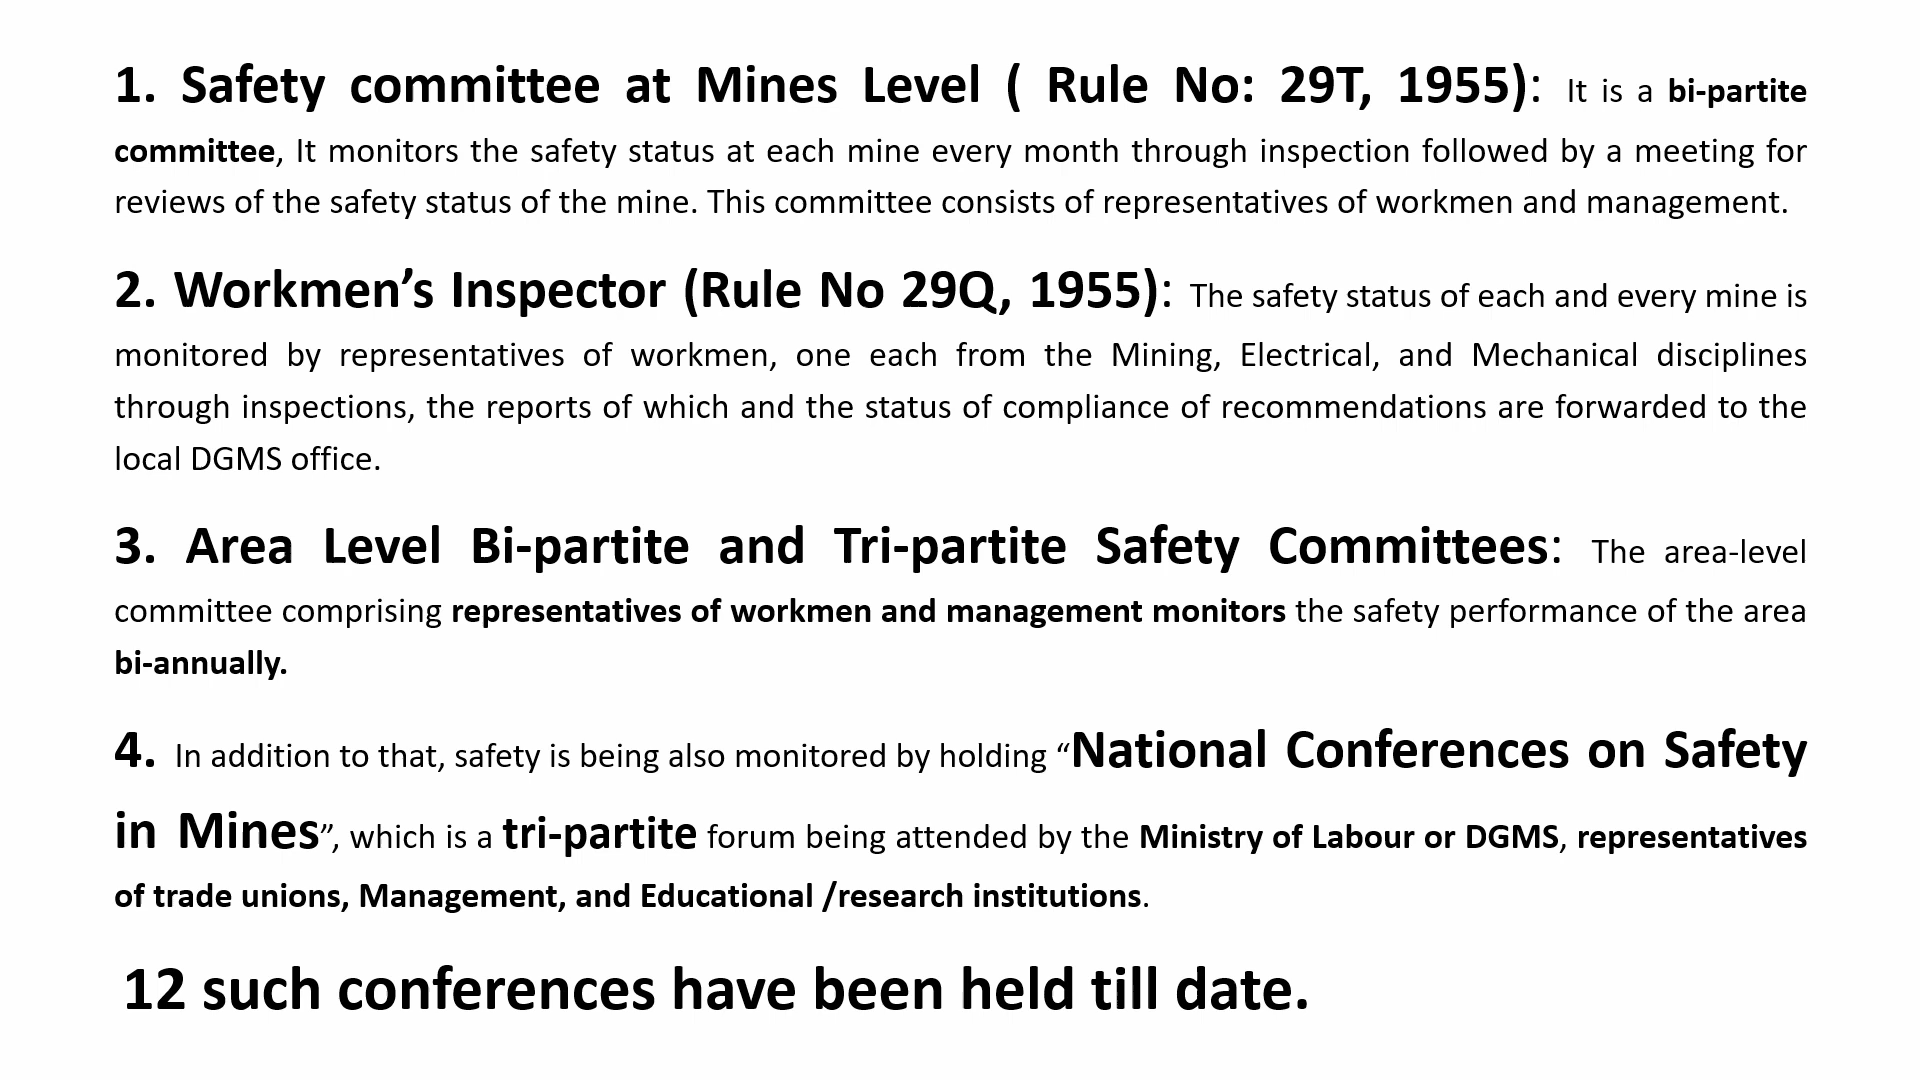 1. Safety committee at Mines Level ( Rule No: 29T, 1955): It is a bi-partite
committee, It monitors the safety status at each mine every month through inspection followed by a meeting for
reviews of the safety status of the mine. This committee consists of representatives of workmen and management.
2. Workmen’s Inspector (Rule No 29Q, 1955): The safety status of each and every mine is
monitored by representatives of workmen, one each from the Mining, Electrical, and Mechanical disciplines
through inspections, the reports of which and the status of compliance of recommendations are forwarded to the
local DGMS office.
3. Area Level Bi-partite and Tri-partite Safety Committees: The area-level
committee comprising representatives of workmen and management monitors the safety performance of the area
bi-annually.
4. In addition to that, safety is being also monitored by holding “National Conferences on Safety
in Mines”, which is a tri-partite forum being attended by the Ministry of Labour or DGMS, representatives
of trade unions, Management, and Educational /research institutions.
12 such conferences have been held till date.